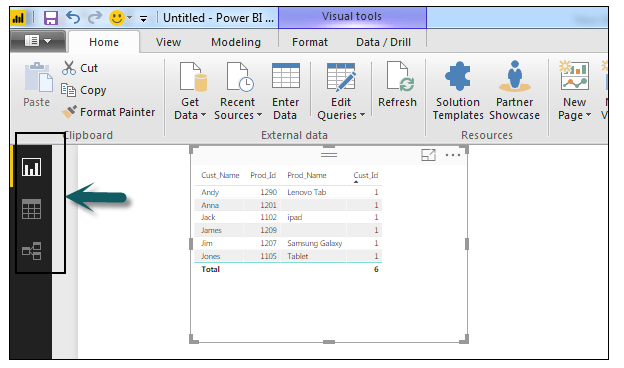 Untitled - Power BI ...
Visual tools
Home View Modeling Format Data / Drill
Cut
Copy
Format Painter
Paste
Get Data
Recent Sources
Enter Data
Edit Queries
Refresh
Solution Templates
Partner Showcase
New Page
Clipboard
External data
Resources
Cust_Name Prod_Id Prod_Name Cust_Id
Andy 1290 Lenovo Tab 1
Anna 1201 1
Jack 1102 ipad 1
James 1209 1
Jim 1207 Samsung Galaxy 1
Jones 1105 Tablet 1
Total 6